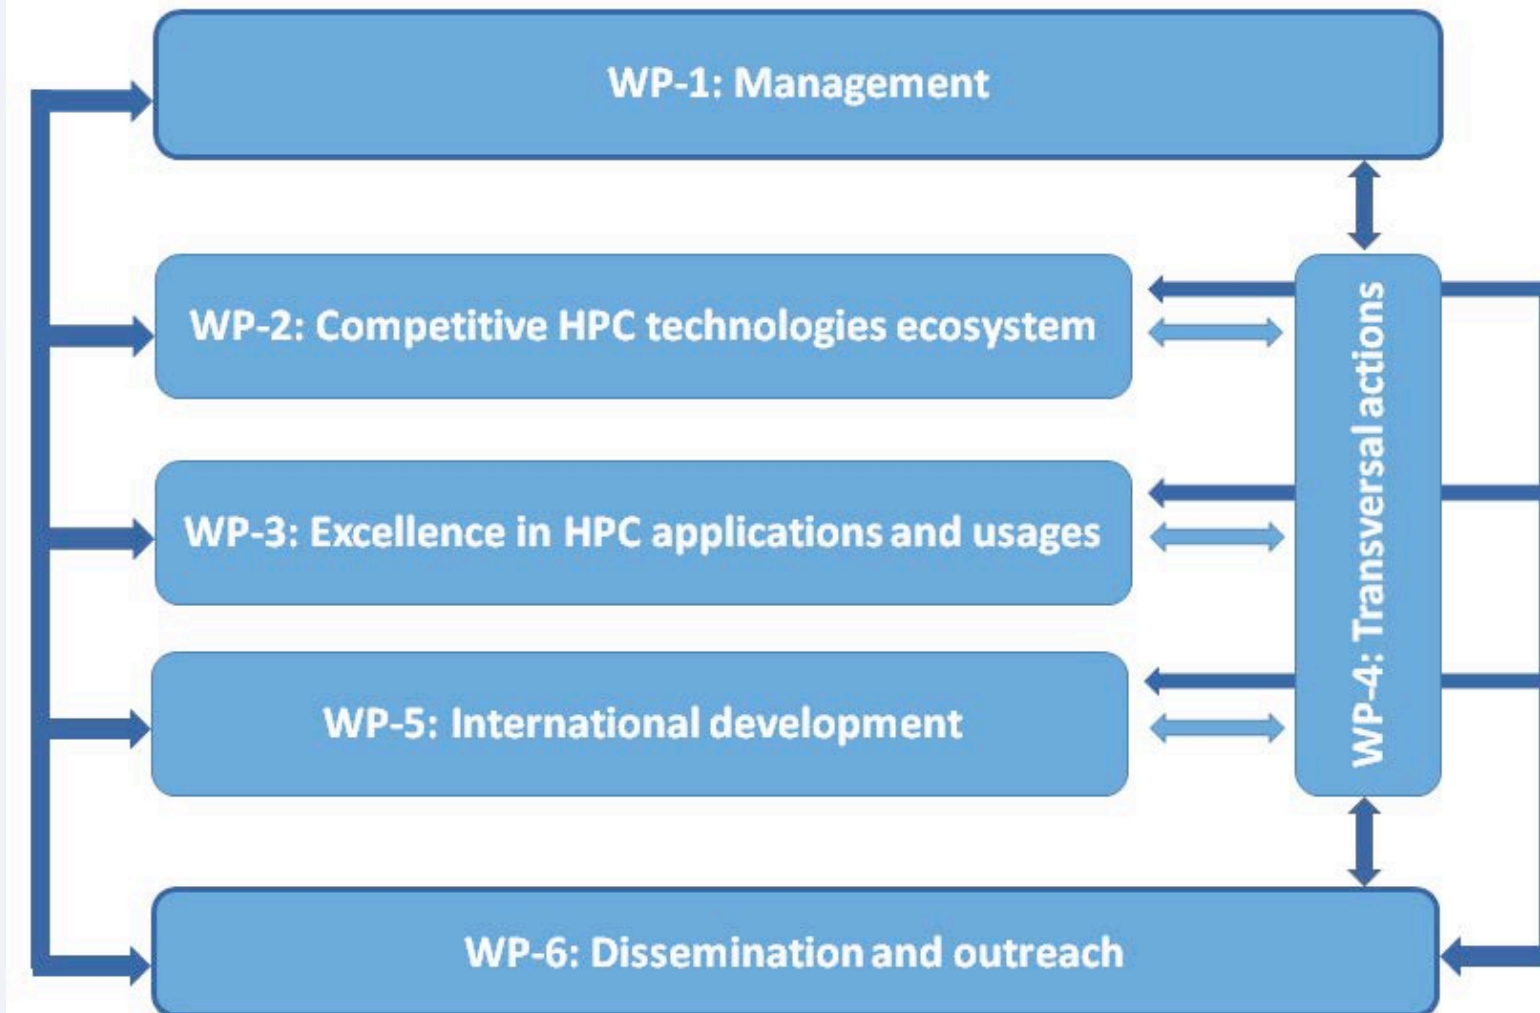 WP-1: Management
WP-2: Competitive HPC technologies ecosystem
WP-3: Excellence in HPC applications and usages
WP-4: Transversal actions
WP-5: International development
WP-6: Dissemination and outreach